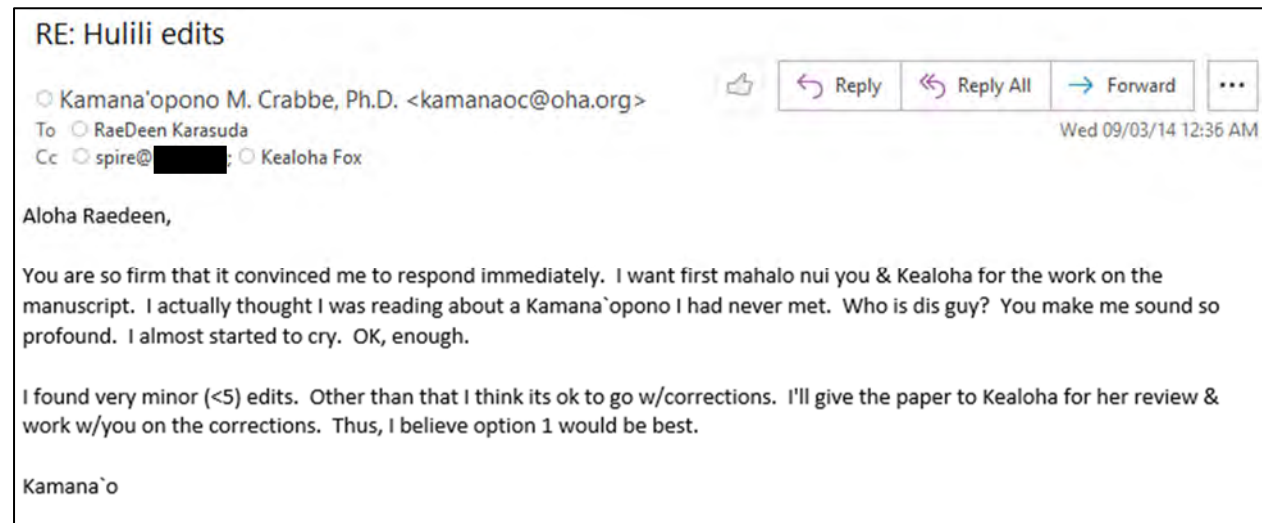 RE: Hulili edits
Kamana'opono M. Crabbe, Ph.D. <kamanaoc@oha.org>
Reply
Reply All
Forward
To RaeDeen Karasuda
Wed 09/03/14 12:36 AM
Cc spire@ ; Kealoha Fox
Aloha Raedeen,
You are so firm that it convinced me to respond immediately.  I want first mahalo nui you & Kealoha for the work on the
manuscript.  I actually thought I was reading about a Kamana`opono I had never met.  Who is dis guy?  You make me sound so
profound.  I almost started to cry.  OK, enough.
I found very minor (<5) edits.  Other than that I think its ok to go w/corrections.  I'll give the paper to Kealoha for her review &
work w/you on the corrections.  Thus, I believe option 1 would be best.
Kamana`o